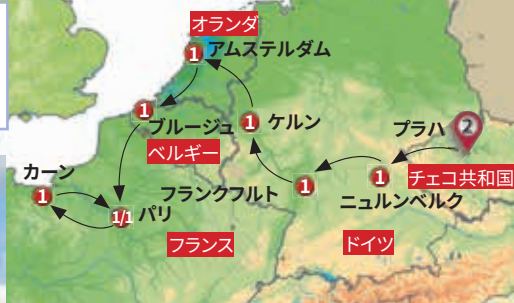 オランダ
1 アムステルダム
1
ブルージュ
ベルギー
1 ケルン
プラハ 2
チェコ共和国
カーン
1
フランクフルト 1
1
ニュルンベルク
1/1 パリ
フランス
ドイツ